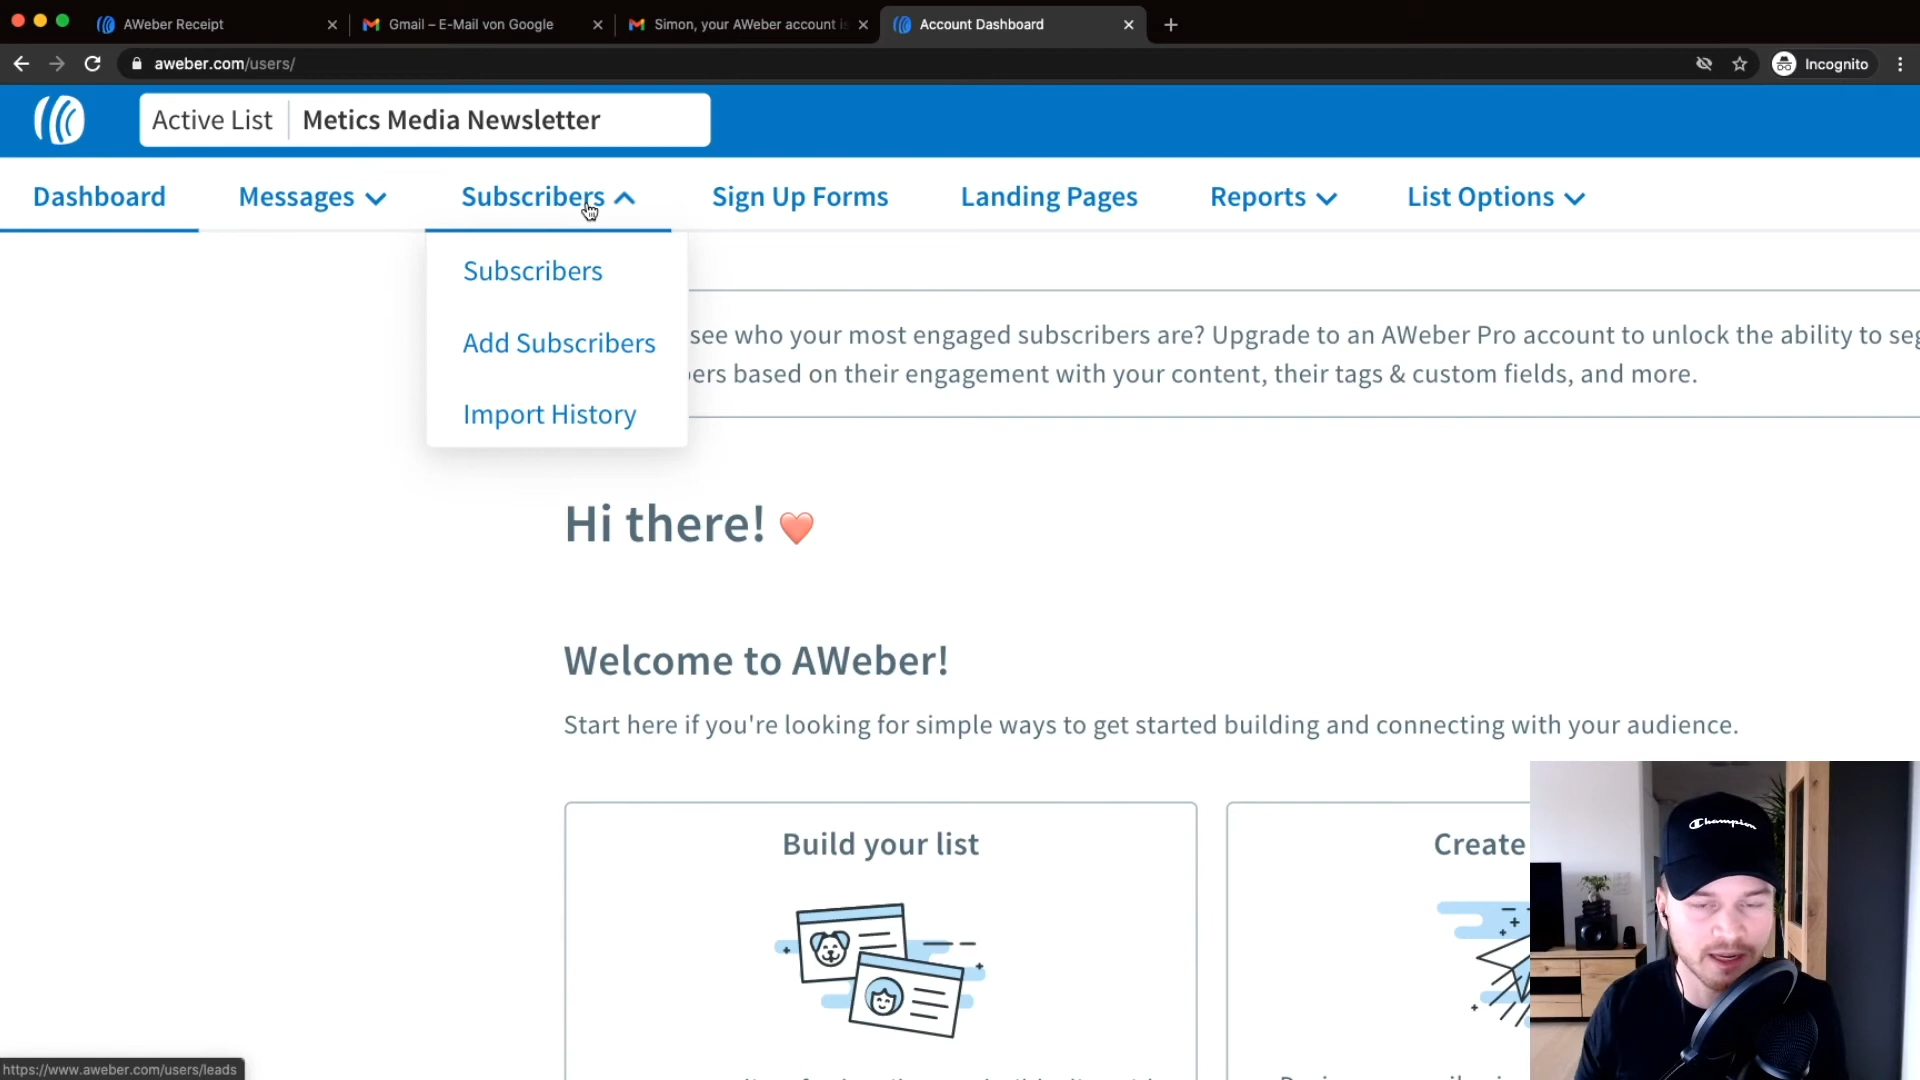 AWeber Receipt
Gmail – E-Mail von Google
Simon, your AWeber account is
Account Dashboard
aweber.com/users/
Incognito
Active List
Metics Media Newsletter
Dashboard
Messages
Subscribers
Sign Up Forms
Landing Pages
Reports
List Options
Subscribers
Add Subscribers
Import History
see who your most engaged subscribers are? Upgrade to an AWeber Pro account to unlock the ability to
based on their engagement with your content, their tags & custom fields, and more.
Hi there!
Welcome to AWeber!
Start here if you're looking for simple ways to get started building and connecting with your audience.
Build your list
Create
Champion
https://www.aweber.com/users/leads